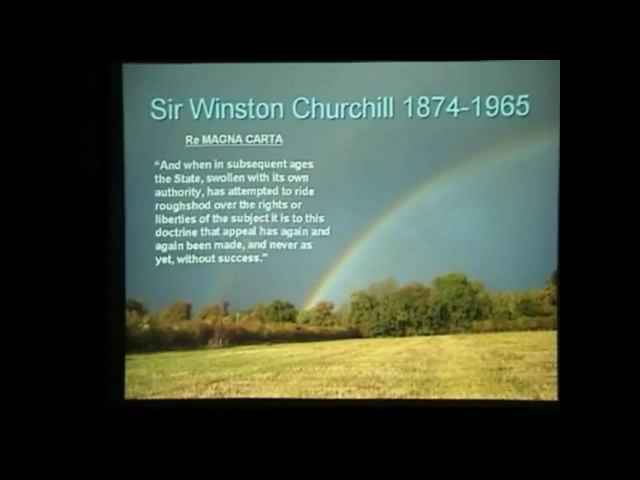 Sir Winston Churchill 1874-1965
Re MAGNA CARTA
“And when in subsequent ages
the State, swollen with its own
authority, has attempted to ride
roughshod over the rights or
liberties of the subject it is to this
doctrine that appeal has again and
again been made, and never as
yet, without success.”